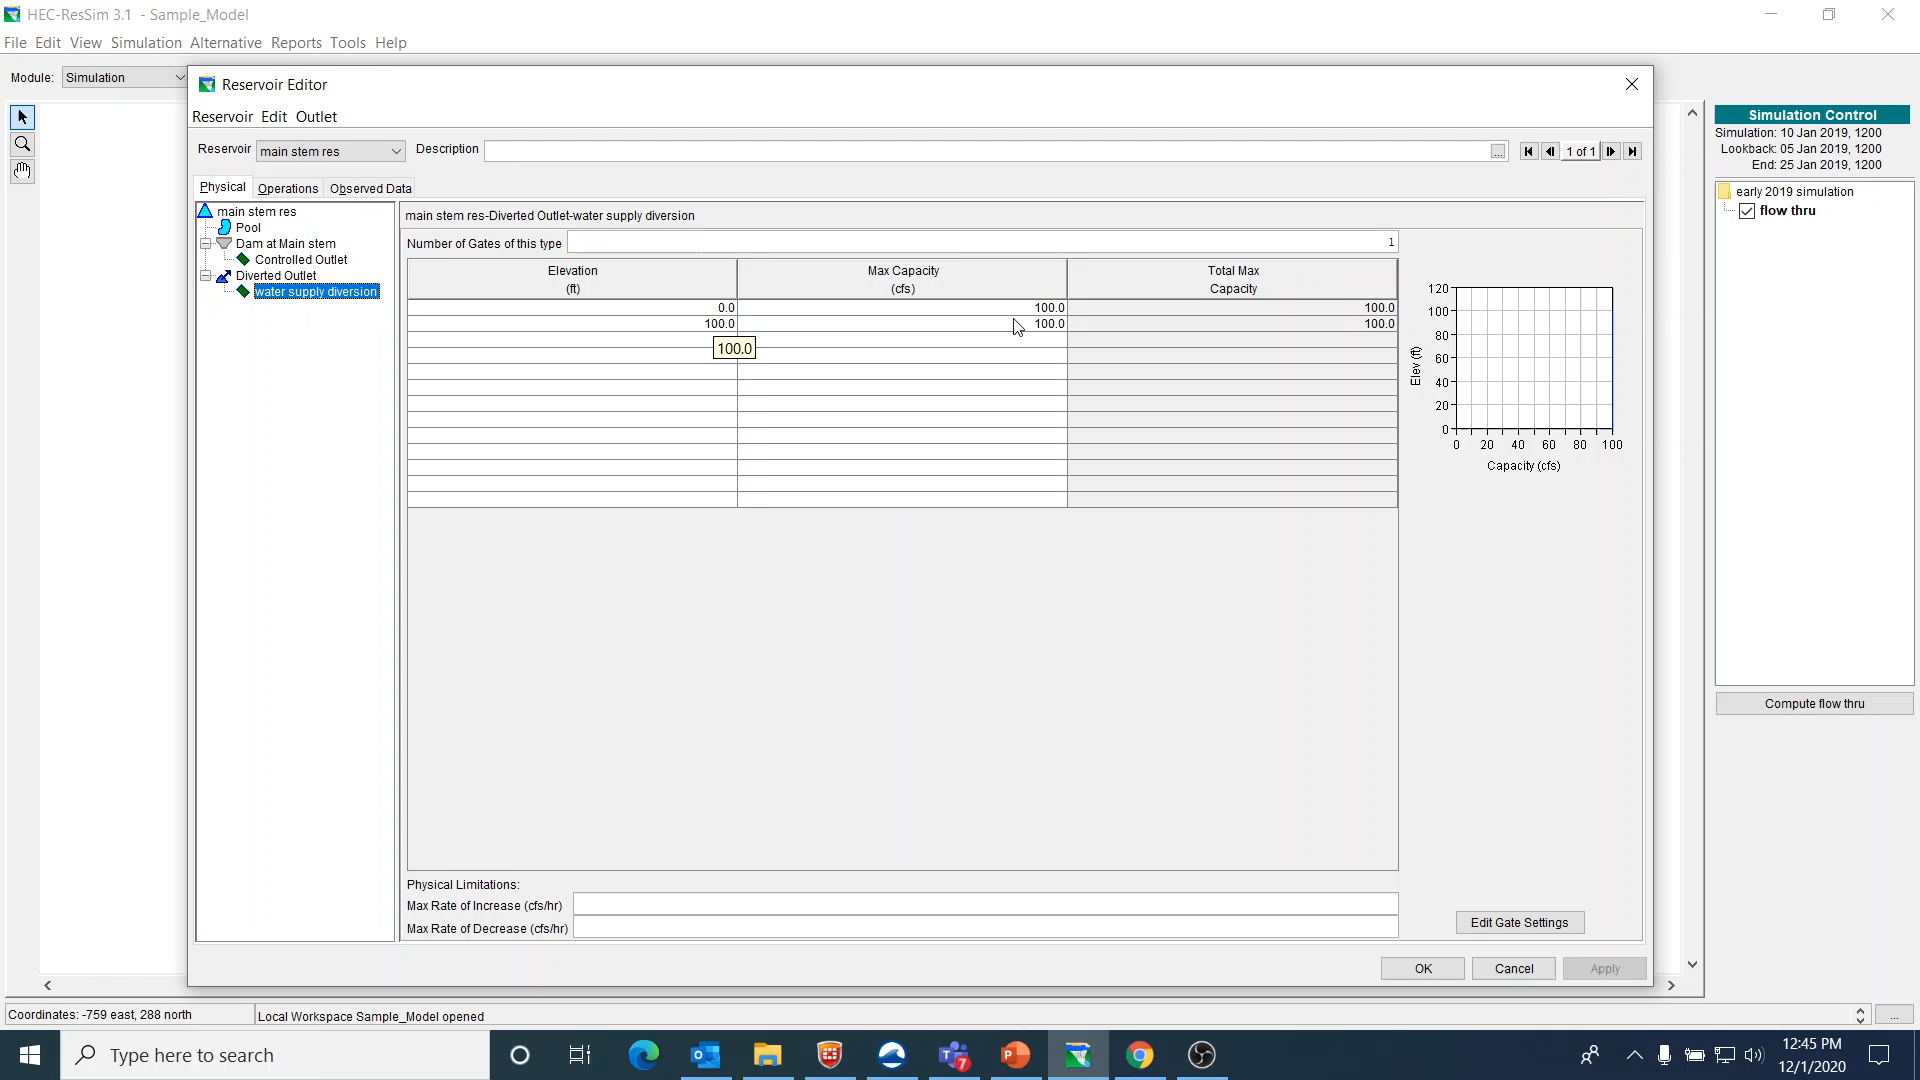 HEC-ResSim 3.1 - Sample_Model
File Edit View Simulation Alternative Reports Tools Help
Module: Simulation
Reservoir Editor
Reservoir Edit Outlet
Reservoir main stem res Description ... 1 of 1
Physical Operations Observed Data
main stem res
Pool
Dam at Main stem
Controlled Outlet
Diverted Outlet
water supply diversion
main stem res-Diverted Outlet-water supply diversion
Number of Gates of this type 1
Elevation (ft) Max Capacity (cfs) Total Max Capacity
0.0 100.0 100.0
100.0 100.0 100.0
100.0
120
100
80
60
40
20
0
Elev (ft)
0 20 40 60 80 100
Capacity (cfs)
Physical Limitations:
Max Rate of Increase (cfs/hr)
Max Rate of Decrease (cfs/hr)
Edit Gate Settings
OK Cancel Apply
Simulation Control
Simulation: 10 Jan 2019, 1200
Lookback: 05 Jan 2019, 1200
End: 25 Jan 2019, 1200
early 2019 simulation
flow thru
Compute flow thru
Coordinates: -759 east, 288 north
Local Workspace Sample_Model opened
...
Type here to search
7
12:45 PM
12/1/2020